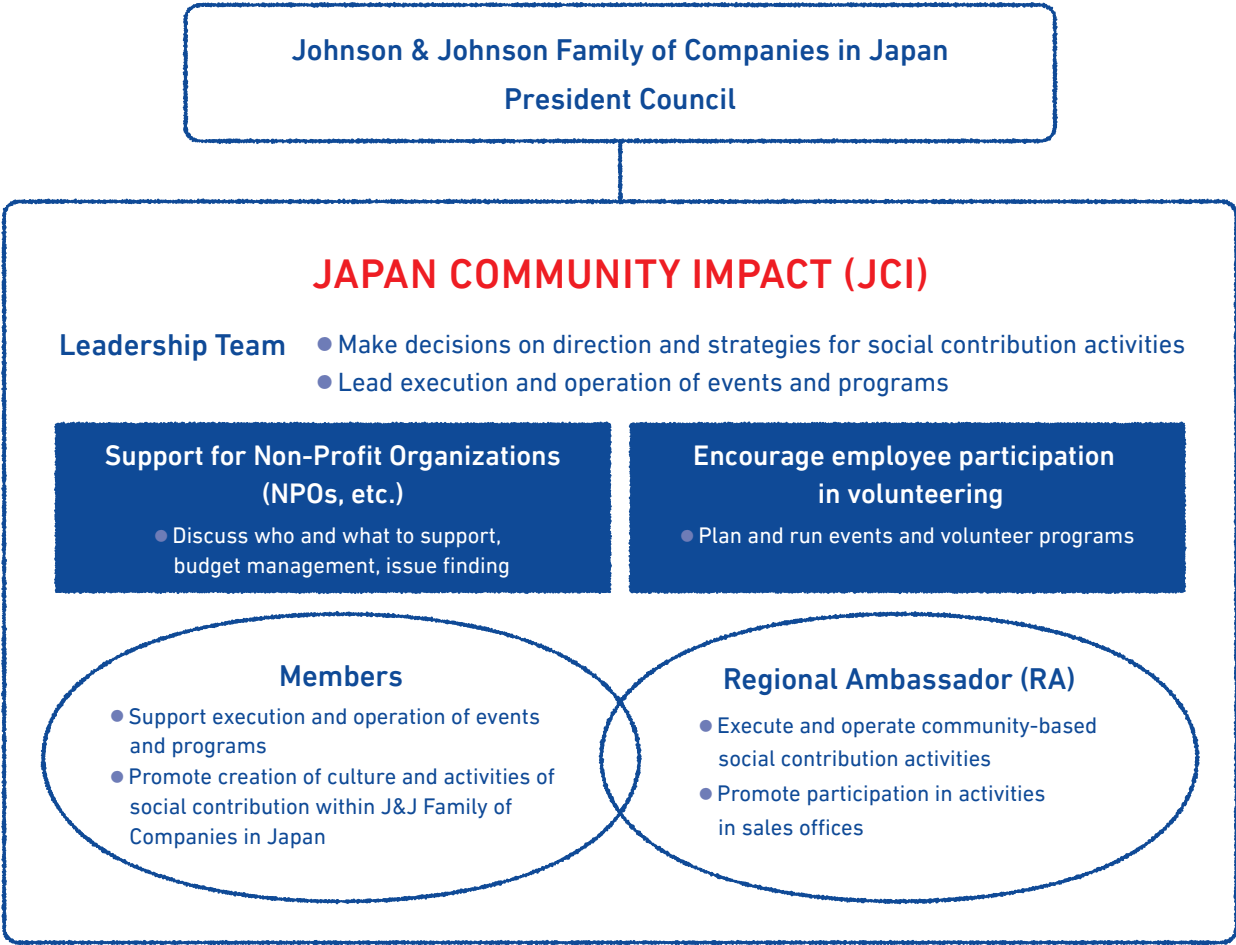 Johnson & Johnson Family of Companies in Japan
President Council
JAPAN COMMUNITY IMPACT (JCI)
Leadership Team
● Make decisions on direction and strategies for social contribution activities
● Lead execution and operation of events and programs
Support for Non-Profit Organizations
(NPOs, etc.)
● Discuss who and what to support,
budget management, issue finding
Encourage employee participation
in volunteering
● Plan and run events and volunteer programs
Members
● Support execution and operation of events
and programs
● Promote creation of culture and activities of
social contribution within J&J Family of
Companies in Japan
Regional Ambassador (RA)
● Execute and operate community-based
social contribution activities
● Promote participation in activities
in sales offices